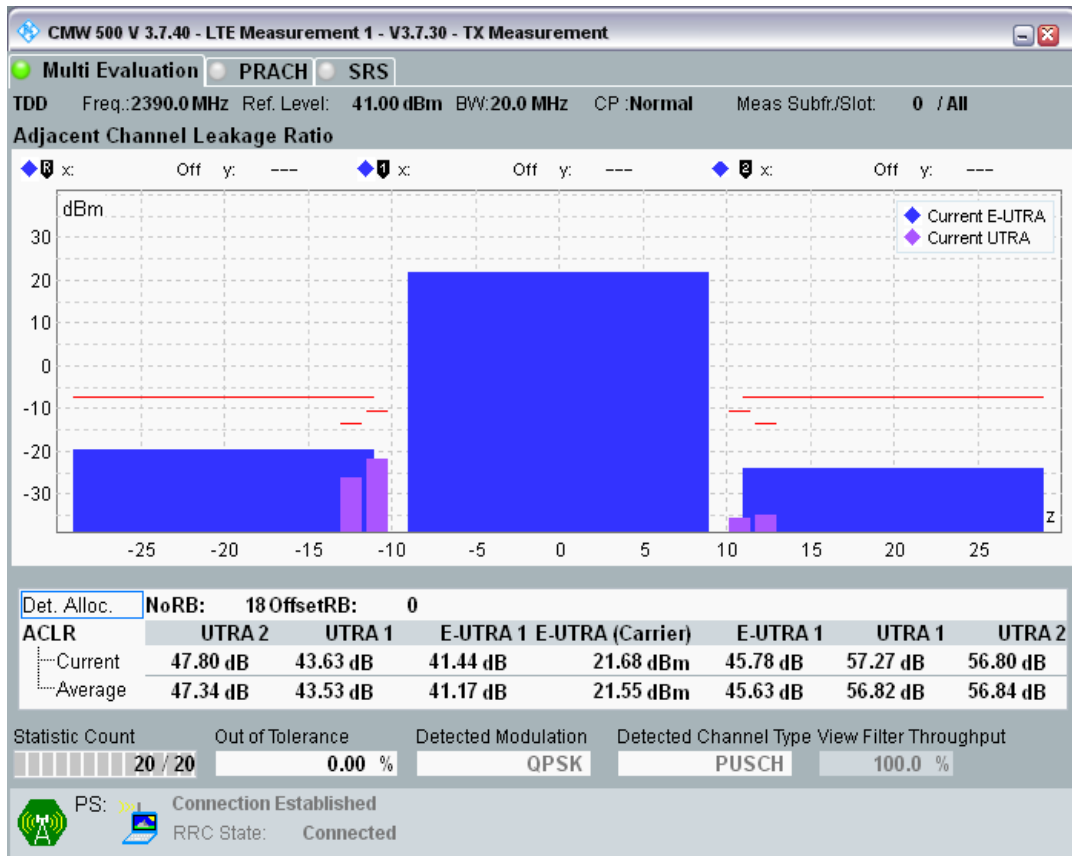 CMW 500 V 3.7.40 - LTE Measurement 1 - V3.7.30 - TX Measurement
Multi Evaluation PRACH SRS
TDD Freq.:2390.0 MHz Ref. Level: 41.00 dBm BW:20.0 MHz CP :Normal Meas Subfr./Slot: 0 / All
Adjacent Channel Leakage Ratio
R x: Off y: --- 1 x: Off y: --- 2 x: Off y: ---
dBm
Current E-UTRA
Current UTRA
30
20
10
0
-10
-20
-30
z
-25 -20 -15 -10 -5 0 5 10 15 20 25
Det. Alloc. NoRB: 18 OffsetRB: 0
ACLR UTRA 2 UTRA 1 E-UTRA 1 E-UTRA (Carrier) E-UTRA 1 UTRA 1 UTRA 2
Current 47.80 dB 43.63 dB 41.44 dB 21.68 dBm 45.78 dB 57.27 dB 56.80 dB
Average 47.34 dB 43.53 dB 41.17 dB 21.55 dBm 45.63 dB 56.82 dB 56.84 dB
Statistic Count Out of Tolerance Detected Modulation Detected Channel Type View Filter Throughput
20 / 20 0.00 % QPSK PUSCH 100.0 %
PS: Connection Established
RRC State: Connected